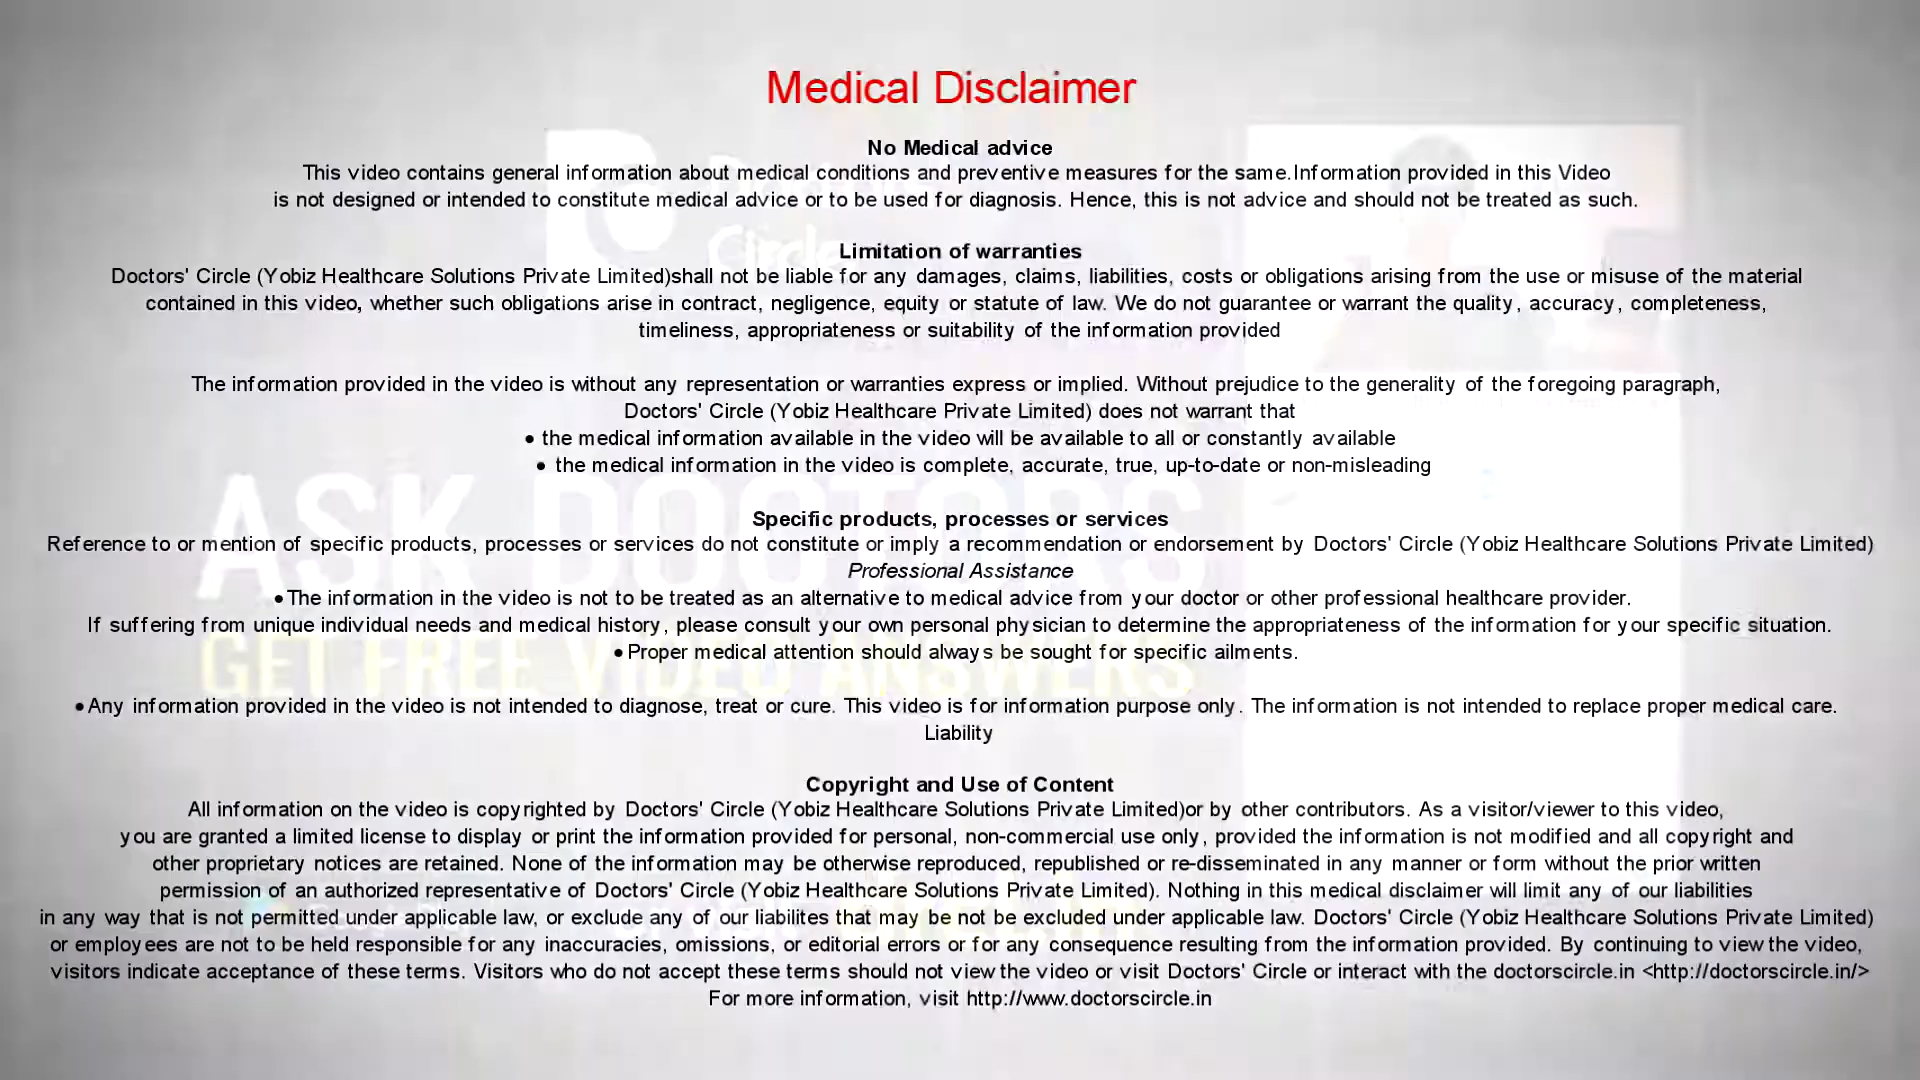 Medical Disclaimer
No Medical advice
This video contains general information about medical conditions and preventive measures for the same.Information provided in this Video
is not designed or intended to constitute medical advice or to be used for diagnosis. Hence, this is not advice and should not be treated as such.
Limitation of warranties
Doctors' Circle (Yobiz Healthcare Solutions Private Limited)shall not be liable for any damages, claims, liabilities, costs or obligations arising from the use or misuse of the material
contained in this video, whether such obligations arise in contract, negligence, equity or statute of law. We do not guarantee or warrant the quality, accuracy, completeness,
timeliness, appropriateness or suitability of the information provided
The information provided in the video is without any representation or warranties express or implied. Without prejudice to the generality of the foregoing paragraph,
Doctors' Circle (Yobiz Healthcare Private Limited) does not warrant that
• the medical information available in the video will be available to all or constantly available
• the medical information in the video is complete, accurate, true, up-to-date or non-misleading
Specific products, processes or services
Reference to or mention of specific products, processes or services do not constitute or imply a recommendation or endorsement by Doctors' Circle (Yobiz Healthcare Solutions Private Limited)
Professional Assistance
•The information in the video is not to be treated as an alternative to medical advice from your doctor or other professional healthcare provider.
If suffering from unique individual needs and medical history, please consult your own personal physician to determine the appropriateness of the information for your specific situation.
•Proper medical attention should always be sought for specific ailments.
•Any information provided in the video is not intended to diagnose, treat or cure. This video is for information purpose only. The information is not intended to replace proper medical care.
Liability
Copyright and Use of Content
All information on the video is copyrighted by Doctors' Circle (Yobiz Healthcare Solutions Private Limited)or by other contributors. As a visitor/viewer to this video,
you are granted a limited license to display or print the information provided for personal, non-commercial use only, provided the information is not modified and all copyright and
other proprietary notices are retained. None of the information may be otherwise reproduced, republished or re-disseminated in any manner or form without the prior written
permission of an authorized representative of Doctors' Circle (Yobiz Healthcare Solutions Private Limited). Nothing in this medical disclaimer will limit any of our liabilities
in any way that is not permitted under applicable law, or exclude any of our liabilites that may be not be excluded under applicable law. Doctors' Circle (Yobiz Healthcare Solutions Private Limited)
or employees are not to be held responsible for any inaccuracies, omissions, or editorial errors or for any consequence resulting from the information provided. By continuing to view the video,
visitors indicate acceptance of these terms. Visitors who do not accept these terms should not view the video or visit Doctors' Circle or interact with the doctorscircle.in <http://doctorscircle.in/>
For more information, visit http://www.doctorscircle.in
Circle
ASK DOCTORS
GET FREE VIDEO ANSWERS